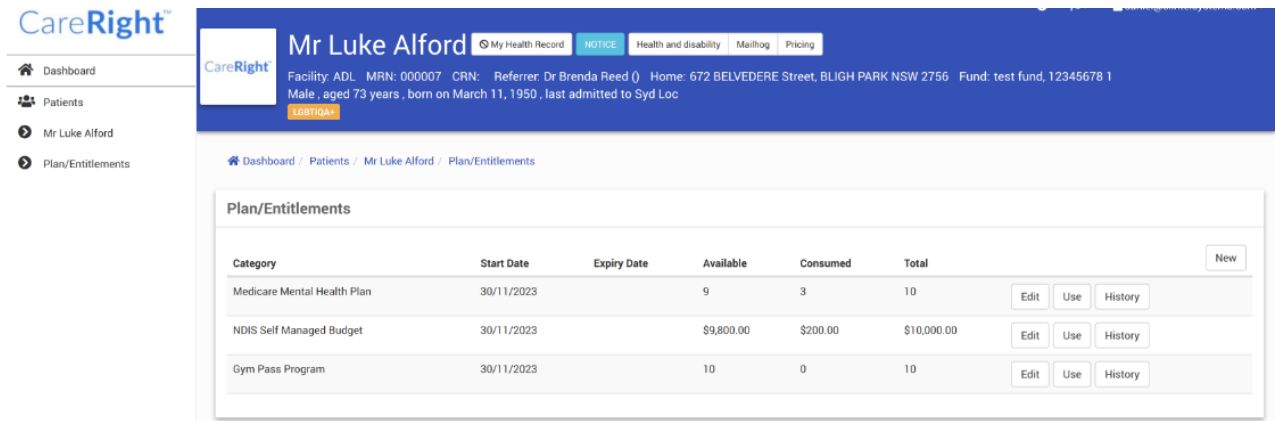 CareRight™
Dashboard
Patients
Mr Luke Alford
Plan/Entitlements
CareRight
Mr Luke Alford My Health Record NOTICE Health and disability Mailhog Pricing
Facility: ADL MRN: 000007 CRN: Referrer: Dr Brenda Reed () Home: 672 BELVEDERE Street, BLIGH PARK NSW 2756 Fund: test fund, 12345678 1
Male , aged 73 years , born on March 11, 1950 , last admitted to Syd Loc
LGBTIQA+
Dashboard / Patients / Mr Luke Alford / Plan/Entitlements
Plan/Entitlements
Category Start Date Expiry Date Available Consumed Total New
Medicare Mental Health Plan 30/11/2023 9 3 10 Edit Use History
NDIS Self Managed Budget 30/11/2023 $9,800.00 $200.00 $10,000.00 Edit Use History
Gym Pass Program 30/11/2023 10 0 10 Edit Use History